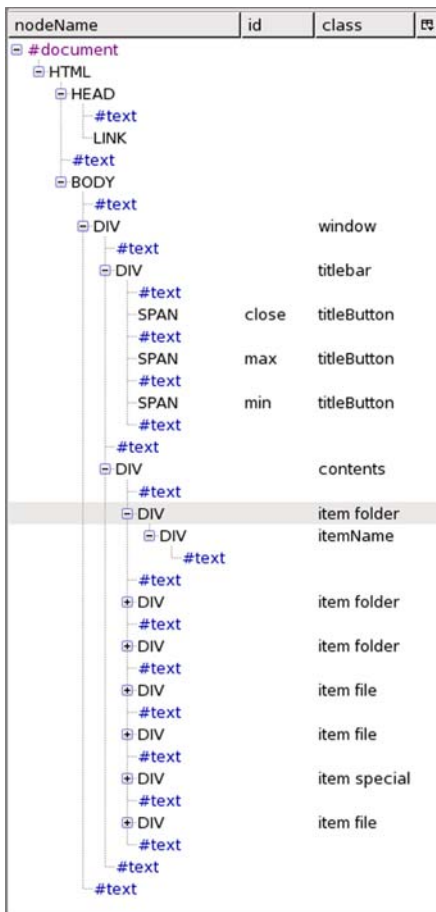 nodeName id class
#document
HTML
HEAD
#text
LINK
#text
BODY
#text
DIV window
#text
DIV titlebar
#text
SPAN close titleButton
#text
SPAN max titleButton
#text
SPAN min titleButton
#text
#text
DIV contents
#text
DIV item folder
DIV itemName
#text
#text
DIV item folder
#text
DIV item folder
#text
DIV item file
#text
DIV item file
#text
DIV item special
#text
DIV item file
#text
#text
#text